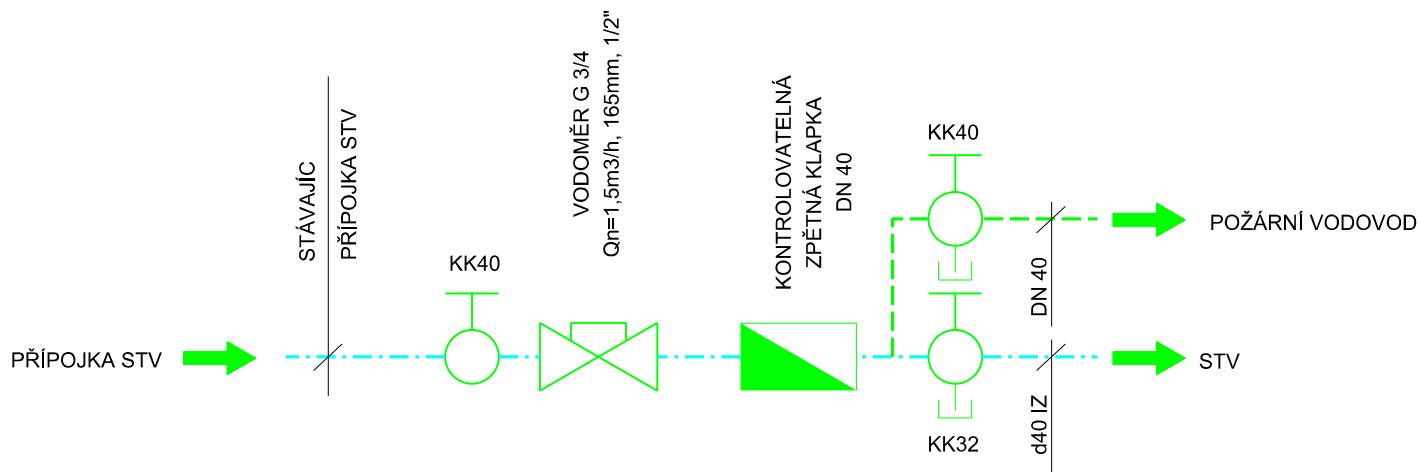 PŘÍPOJKA STV
STÁVAJÍC
PŘÍPOJKA STV
KK40
VODOMĚR G 3/4
Qn=1,5m3/h, 165mm, 1/2"
KONTROLOVATELNÁ
ZPĚTNÁ KLAPKA
DN 40
KK40
POŽÁRNÍ VODOVOD
DN 40
STV
KK32
d40 IZ